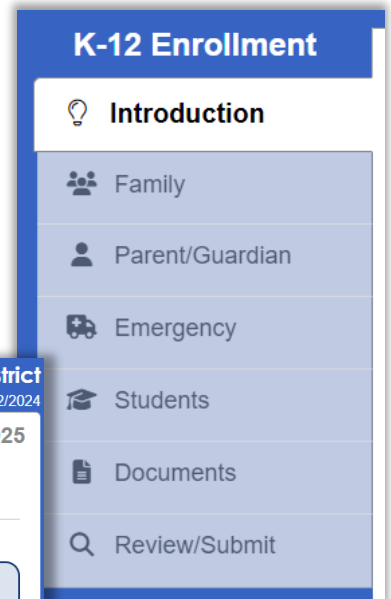 K-12 Enrollment
Introduction
Family
Parent/Guardian
Emergency
Students
Documents
Review/Submit